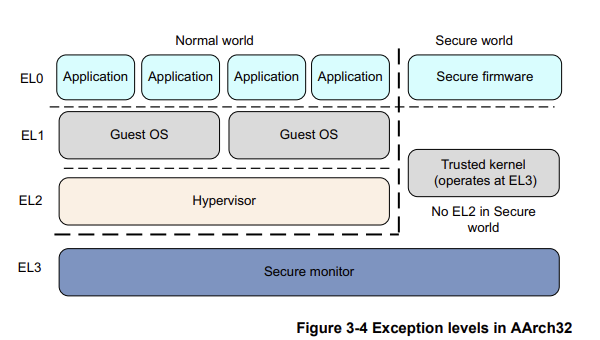 Normal world
Secure world
EL0
Application
Application
Application
Application
Secure firmware
EL1
Guest OS
Guest OS
Trusted kernel
(operates at EL3)
EL2
Hypervisor
No EL2 in Secure
world
EL3
Secure monitor
Figure 3-4 Exception levels in AArch32